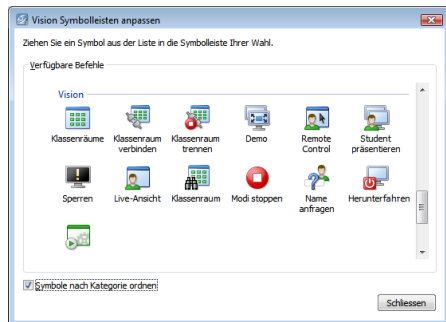 Vision Symbolleisten anpassen
Ziehen Sie ein Symbol aus der Liste in die Symbolleiste Ihrer Wahl.
Verfügbare Befehle
Vision
Klassenräume Klassenraum verbinden Klassenraum trennen Demo Remote Control Student präsentieren
Sperren Live-Ansicht Klassenraum Modi stoppen Name anfragen Herunterfahren
Symbole nach Kategorie ordnen
Schliessen